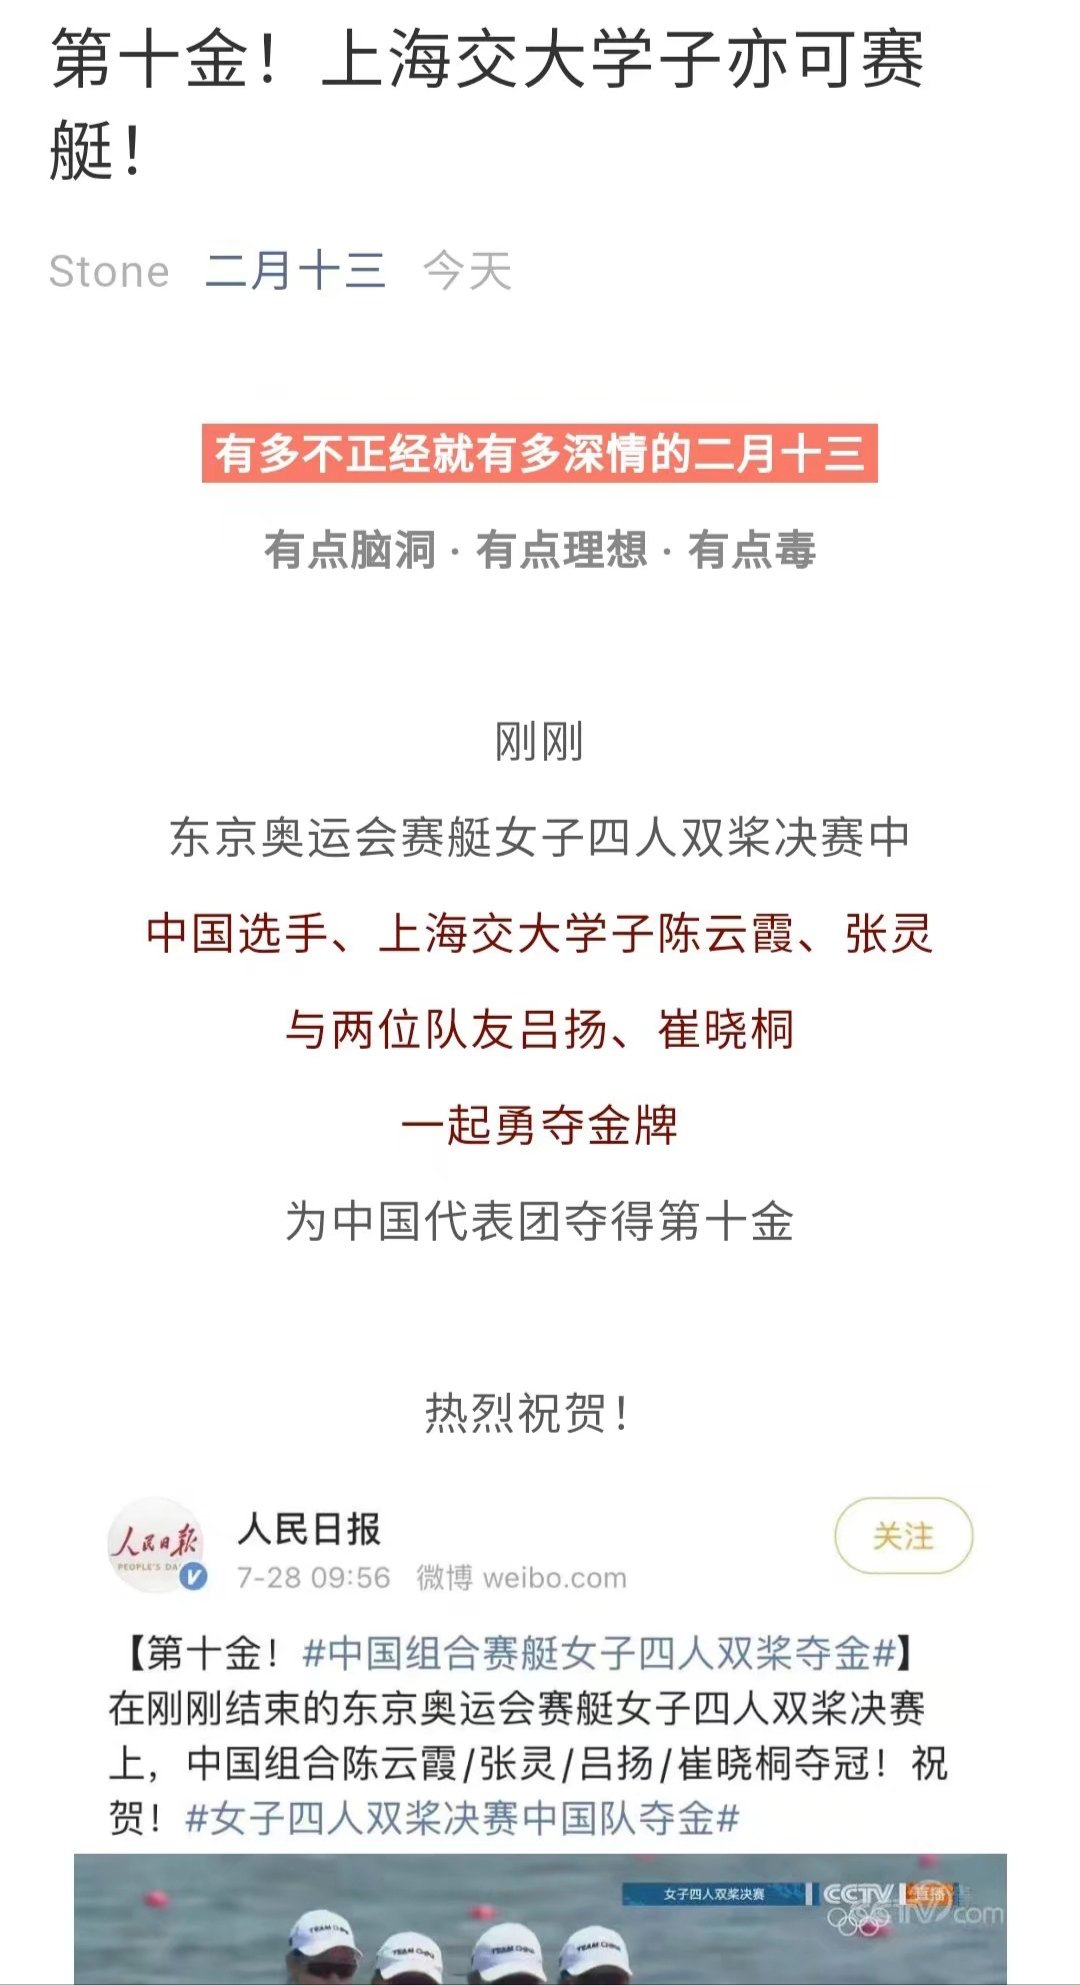 第十金！上海交大学子亦可赛
艇！
Stone 二月十三 今天
有多不正经就有多深情的二月十三
有点脑洞·有点理想·有点毒
刚刚
东京奥运会赛艇女子四人双桨决赛中
中国选手、上海交大学子陈云霞、张灵
与两位队友吕扬、崔晓桐
一起勇夺金牌
为中国代表团夺得第十金
热烈祝贺！
人民日报
PEOPLE'S DA
人民日报
关注
7-28 09:56 微博 weibo.com
【第十金！#中国组合赛艇女子四人双桨夺金#】
在刚刚结束的东京奥运会赛艇女子四人双桨决赛
上，中国组合陈云霞/张灵/吕扬/崔晓桐夺冠！祝
贺！#女子四人双桨决赛中国队夺金#
女子四人双桨决赛
CCTV 直播
com
TEAM CHINA
TEAM CHINA
TEAM CHINA
TEAM CHINA